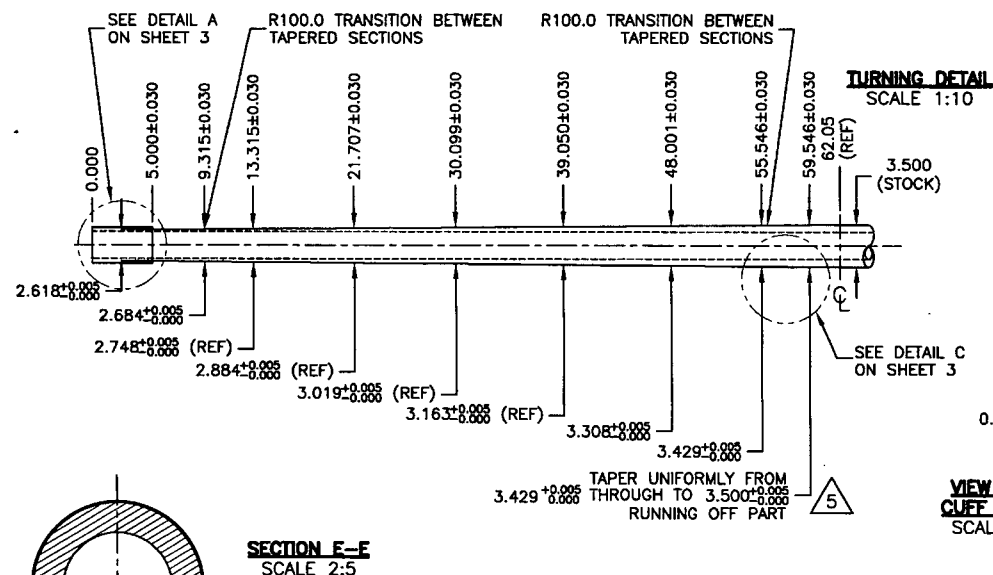 SEE DETAIL A
ON SHEET 3
R100.0 TRANSITION BETWEEN
TAPERED SECTIONS
R100.0 TRANSITION BETWEEN
TAPERED SECTIONS
TURNING DETAIL
SCALE 1:10
0.000
5.000±0.030
9.315±0.030
13.315±0.030
21.707±0.030
30.099±0.030
39.050±0.030
48.001±0.030
55.546±0.030
59.546±0.030
62.05
(REF)
3.500
(STOCK)
2.618+0.005 -0.000
2.684+0.005 -0.000
2.748+0.005 -0.000 (REF)
2.884+0.005 -0.000 (REF)
3.019+0.005 -0.000 (REF)
3.163+0.005 -0.000 (REF)
3.308+0.005 -0.000
3.429+0.005 -0.000
℄
SEE DETAIL C
ON SHEET 3
TAPER UNIFORMLY FROM
3.429 +0.005 0.000 THROUGH TO 3.500+0.005 -0.000
RUNNING OFF PART
5
0.
VIEW
CUFF
SCAL
SECTION E-E
SCALE 2:5